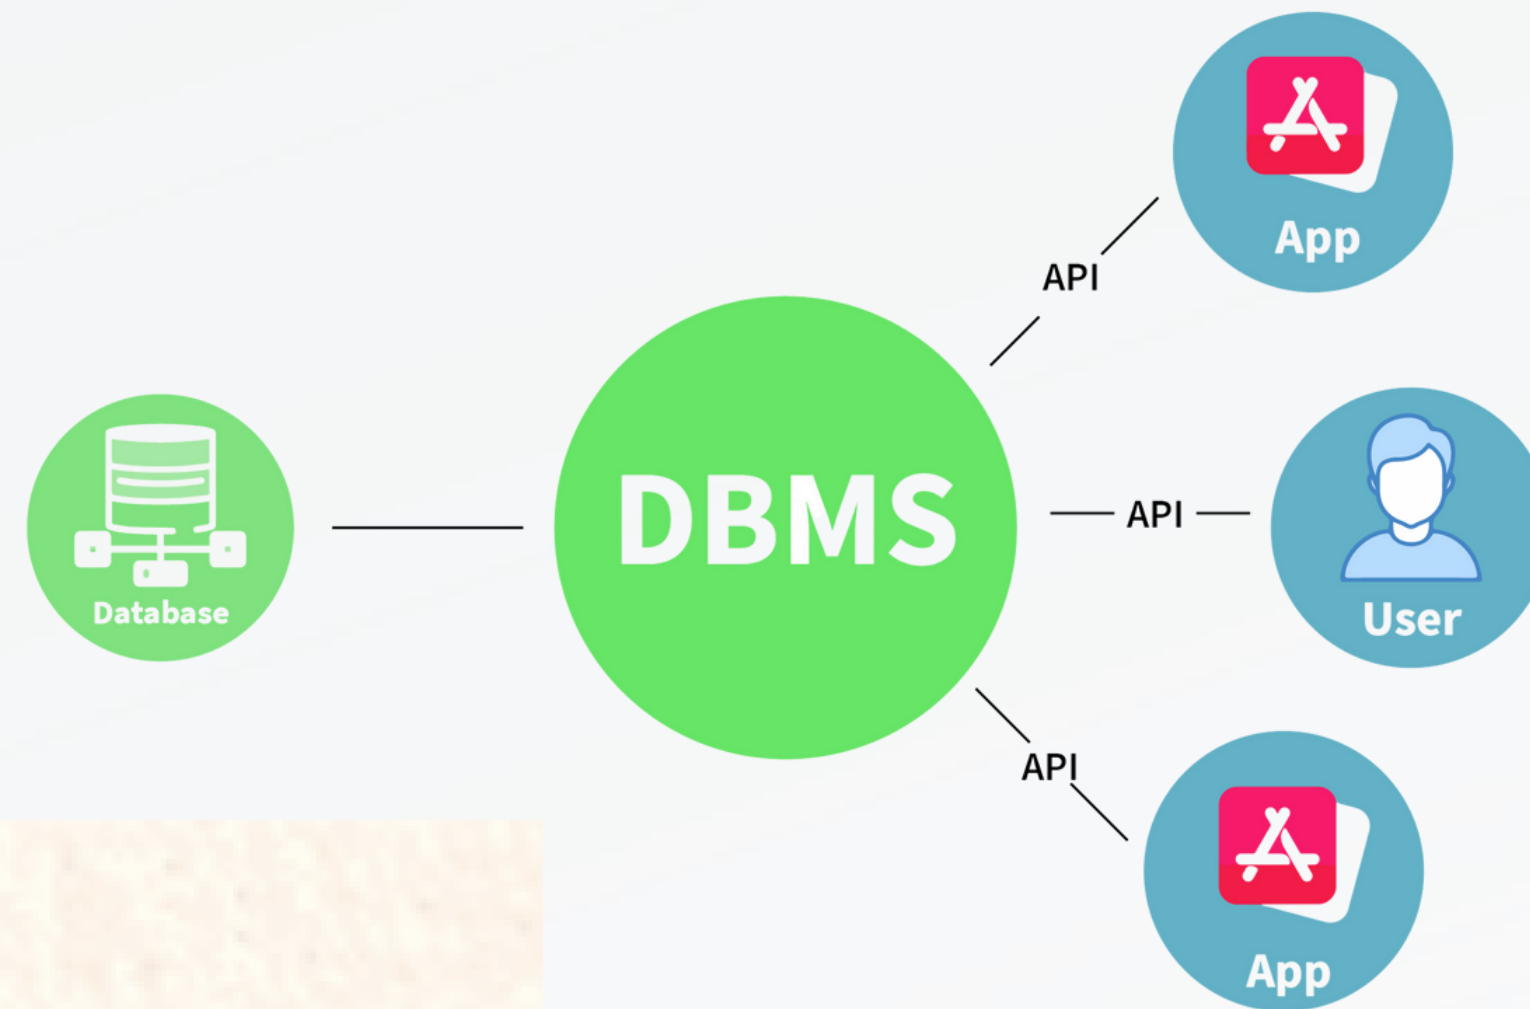 App
API
DBMS
API
Database
User
API
App